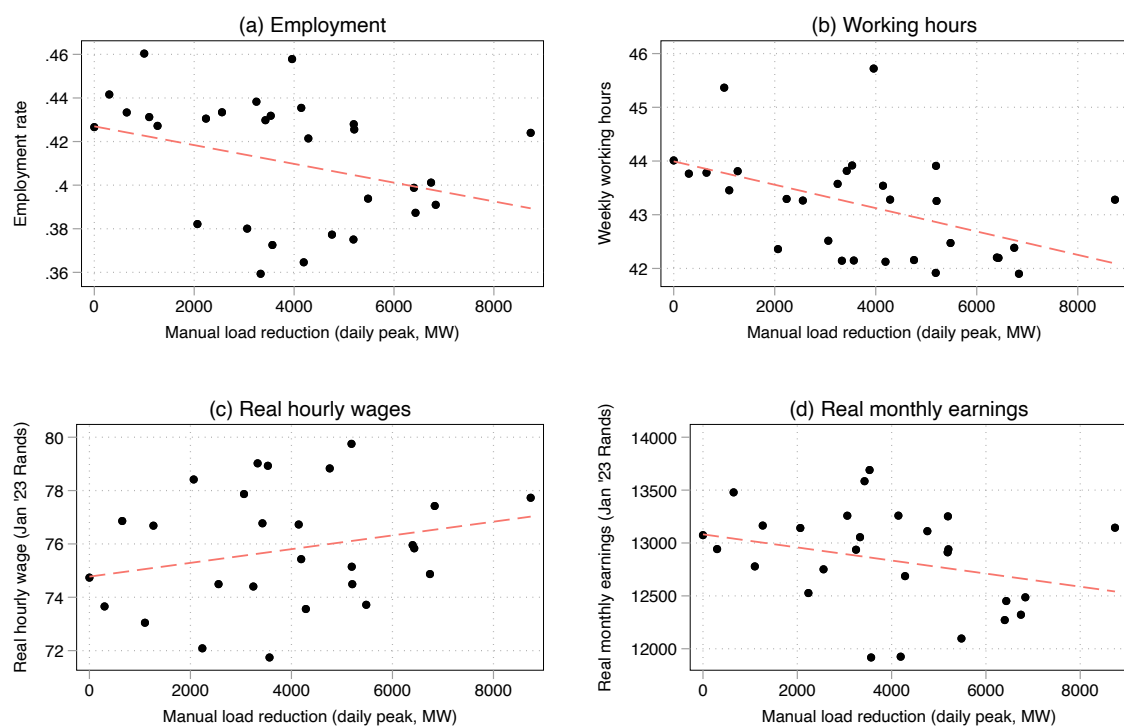 (a) Employment
Employment rate
.46
.44
.42
.4
.38
.36
0 2000 4000 6000 8000
Manual load reduction (daily peak, MW)
(b) Working hours
Weekly working hours
46
45
44
43
42
0 2000 4000 6000 8000
Manual load reduction (daily peak, MW)
(c) Real hourly wages
Real hourly wage (Jan '23 Rands)
80
78
76
74
72
0 2000 4000 6000 8000
Manual load reduction (daily peak, MW)
(d) Real monthly earnings
Real monthly earnings (Jan '23 Rands)
14000
13500
13000
12500
12000
0 2000 4000 6000 8000
Manual load reduction (daily peak, MW)